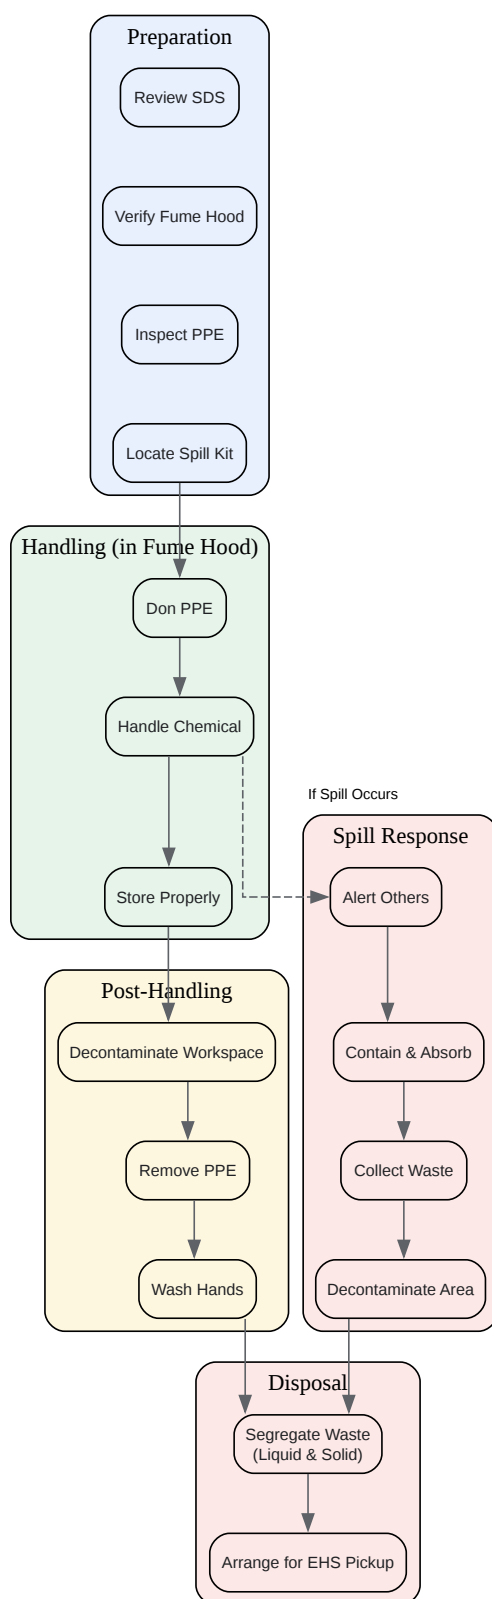 Preparation
Review SDS
Verify Fume Hood
Inspect PPE
Locate Spill Kit
Handling (in Fume Hood)
Don PPE
Handle Chemical
Store Properly
If Spill Occurs
Spill Response
Alert Others
Contain & Absorb
Collect Waste
Decontaminate Area
Post-Handling
Decontaminate Workspace
Remove PPE
Wash Hands
Disposal
Segregate Waste
(Liquid & Solid)
Arrange for EHS Pickup